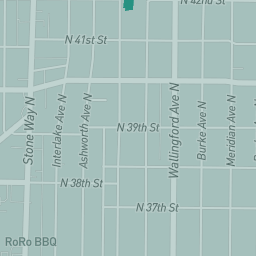 N 42nd St
N 41st St
Stone Way N
Interlake Ave N
Ashworth Ave N
N 39th St
Wallingford Ave N
Burke Ave N
Meridian Ave N
N 38th St
N 37th St
RoRo BBQ